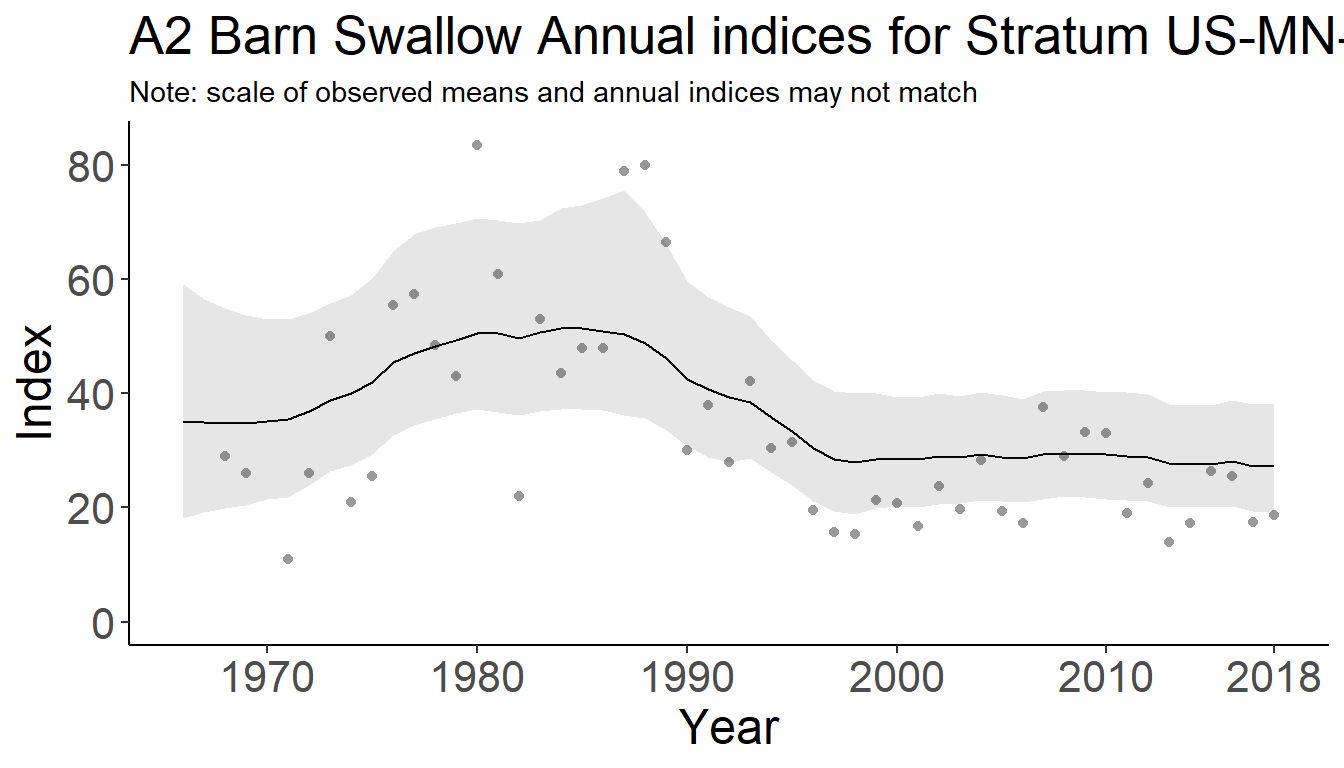 A2 Barn Swallow Annual indices for Stratum US-MN-
Note: scale of observed means and annual indices may not match
80
60
40
20
0
Index
1970 1980 1990 2000 2010 2018
Year